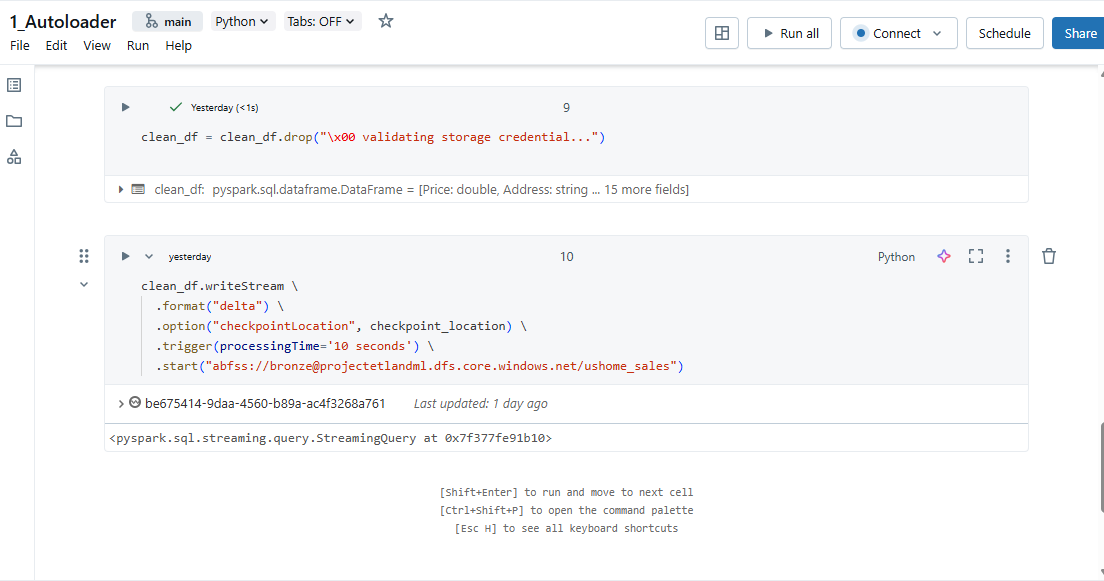 1_Autoloader main Python Tabs: OFF
File Edit View Run Help
Run all Connect Schedule Share
Yesterday (<1s) 9
clean_df = clean_df.drop("\x00 validating storage credential...")
clean_df: pyspark.sql.dataframe.DataFrame = [Price: double, Address: string ... 15 more fields]
yesterday 10 Python
clean_df.writeStream \
.format("delta") \
.option("checkpointLocation", checkpoint_location) \
.trigger(processingTime='10 seconds') \
.start("abfss://bronze@projectetlandml.dfs.core.windows.net/ushome_sales")
be675414-9daa-4560-b89a-ac4f3268a761 Last updated: 1 day ago
<pyspark.sql.streaming.query.StreamingQuery at 0x7f377fe91b10>
[Shift+Enter] to run and move to next cell
[Ctrl+Shift+P] to open the command palette
[Esc H] to see all keyboard shortcuts